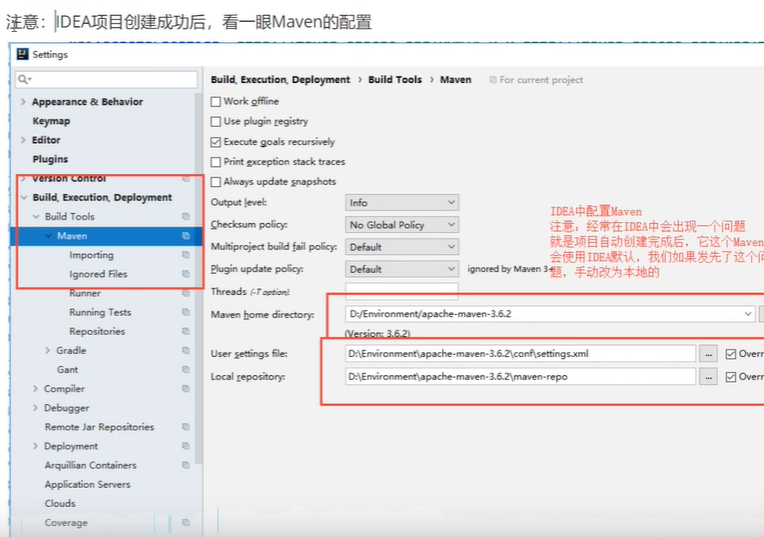 注意：IDEA项目创建成功后，看一眼Maven的配置
Settings
Build, Execution, Deployment › Build Tools › Maven For current project
Appearance & Behavior
Keymap
Editor
Plugins
Version Control
Build, Execution, Deployment
Build Tools
Maven
Importing
Ignored Files
Runner
Running Tests
Repositories
Gradle
Gant
Compiler
Debugger
Remote Jar Repositories
Deployment
Arquillian Containers
Application Servers
Clouds
Coverage
Work offline
Use plugin registry
Execute goals recursively
Print exception stack traces
Always update snapshots
Output level: Info
Checksum policy: No Global Policy
Multiproject build fail policy: Default
Plugin update policy: Default ignored by Maven 3+
Threads (-T option).
Maven home directory: D:/Environment/apache-maven-3.6.2
(Version: 3.6.2)
User settings file: D:\Environment\apache-maven-3.6.2\conf\settings.xml ... Overr
Local repository: D:\Environment\apache-maven-3.6.2\maven-repo ... Overr
IDEA中配置Maven
注意：经常在IDEA中会出现一个问题
就是项目自动创建完成后，它这个Maven
会使用IDEA默认，我们如果发先了这个问
题，手动改为本地的